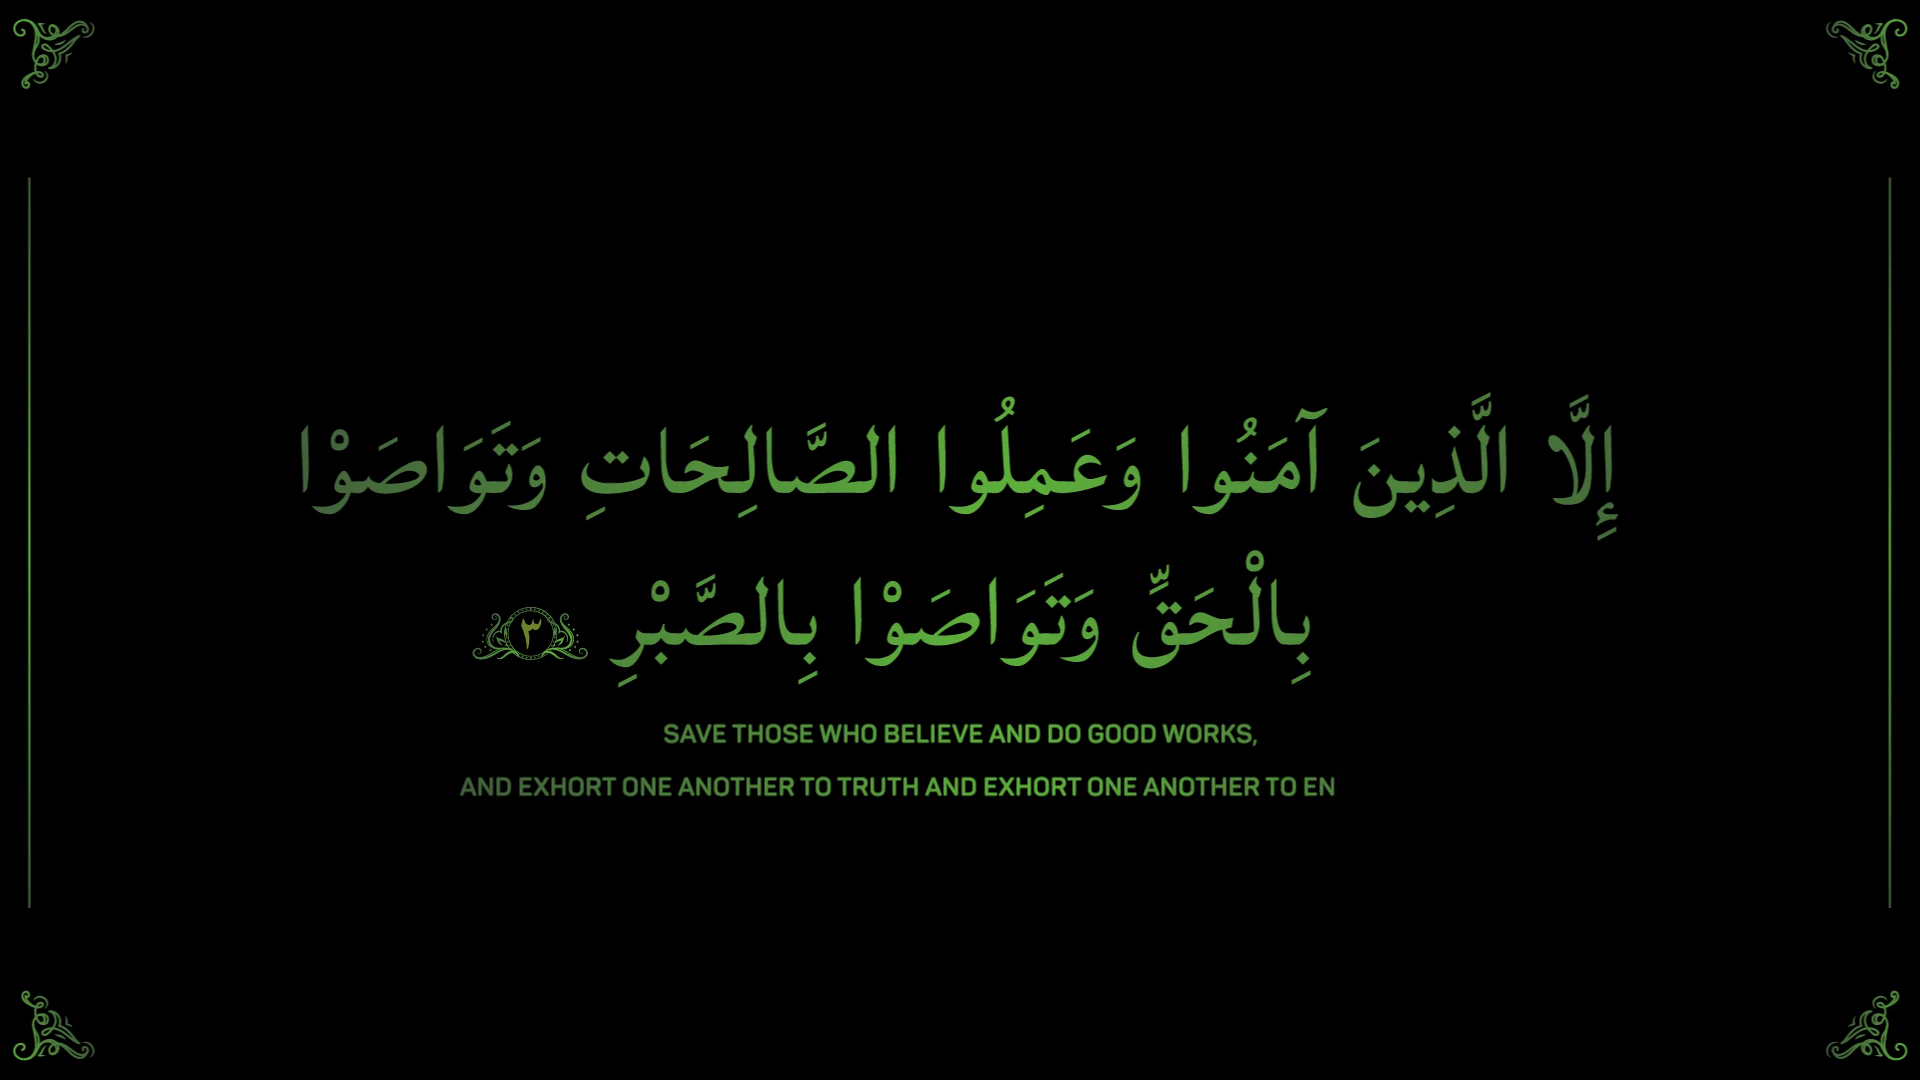 إِلَّا الَّذِينَ آمَنُوا وَعَمِلُوا الصَّالِحَاتِ وَتَوَاصَوْا
بِالْحَقِّ وَتَوَاصَوْا بِالصَّبْرِ ٣
SAVE THOSE WHO BELIEVE AND DO GOOD WORKS,
AND EXHORT ONE ANOTHER TO TRUTH AND EXHORT ONE ANOTHER TO EN